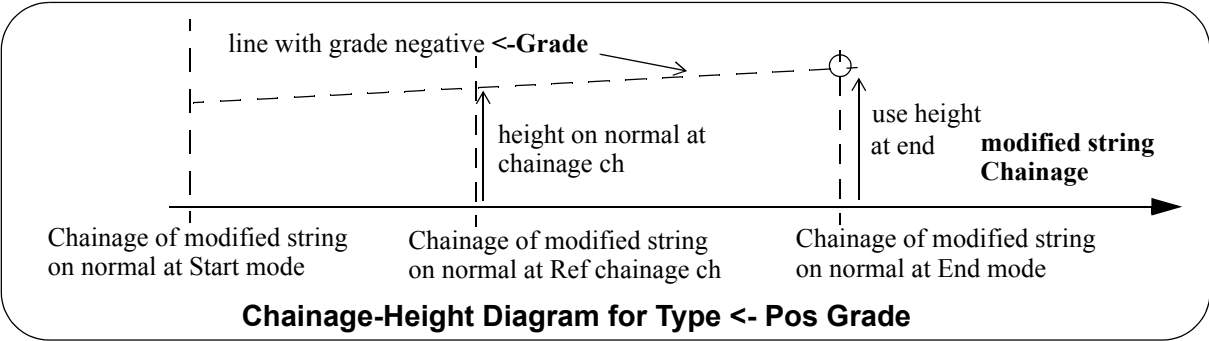 line with grade negative <-Grade
height on normal at
chainage ch
use height
at end
modified string
Chainage
Chainage of modified string
on normal at Start mode
Chainage of modified string
on normal at Ref chainage ch
Chainage of modified string
on normal at End mode
Chainage-Height Diagram for Type <- Pos Grade